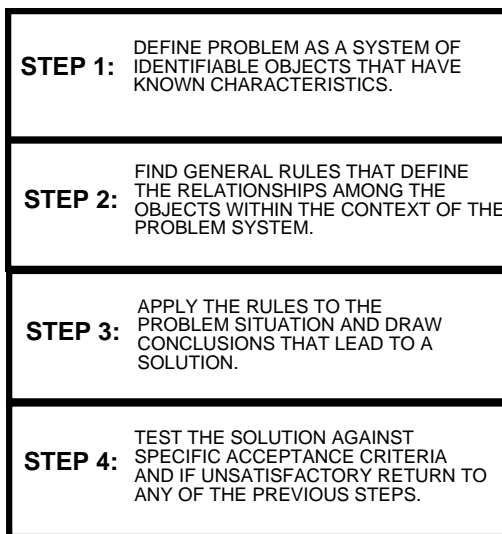 STEP 1:
DEFINE PROBLEM AS A SYSTEM OF
IDENTIFIABLE OBJECTS THAT HAVE
KNOWN CHARACTERISTICS.
STEP 2:
FIND GENERAL RULES THAT DEFINE
THE RELATIONSHIPS AMONG THE
OBJECTS WITHIN THE CONTEXT OF THE
PROBLEM SYSTEM.
STEP 3:
APPLY THE RULES TO THE
PROBLEM SITUATION AND DRAW
CONCLUSIONS THAT LEAD TO A
SOLUTION.
STEP 4:
TEST THE SOLUTION AGAINST
SPECIFIC ACCEPTANCE CRITERIA
AND IF UNSATISFACTORY RETURN TO
ANY OF THE PREVIOUS STEPS.